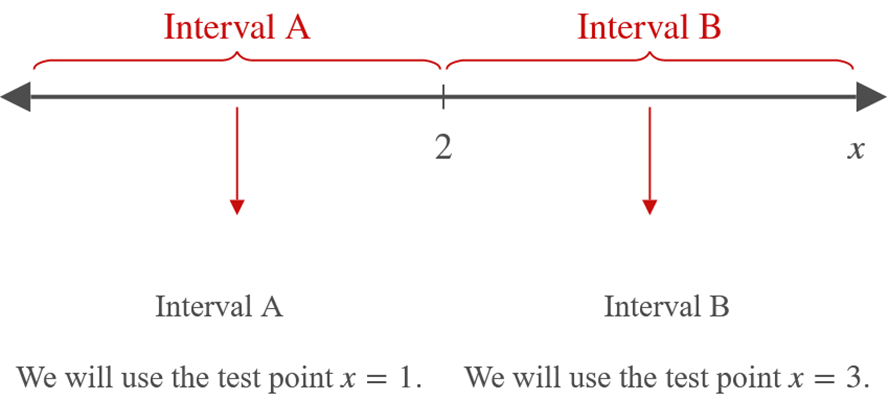 Interval A Interval B
2 x
Interval A Interval B
We will use the test point x = 1. We will use the test point x = 3.